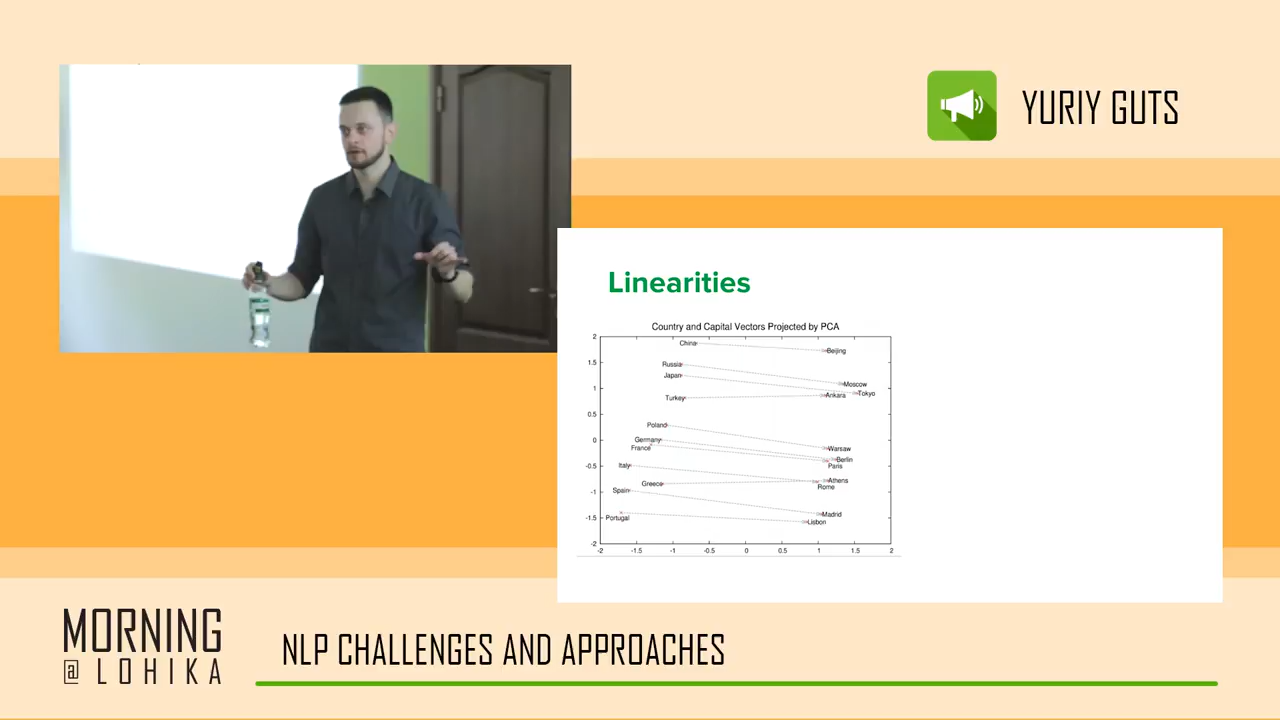 YURIY GUTS
Linearities
Country and Capital Vectors Projected by PCA
2
1.5
1
0.5
0
-0.5
-1
-1.5
-2
-2
-1.5
-1
-0.5
0
0.5
1
1.5
2
China
Beijing
Russia
Japan
Moscow
Tokyo
Turkey
Ankara
Poland
Warsaw
Germany
France
Berlin
Paris
Italy
Greece
Athens
Rome
Spain
Madrid
Portugal
Lisbon
MORNING
@ LOHIKA
NLP CHALLENGES AND APPROACHES